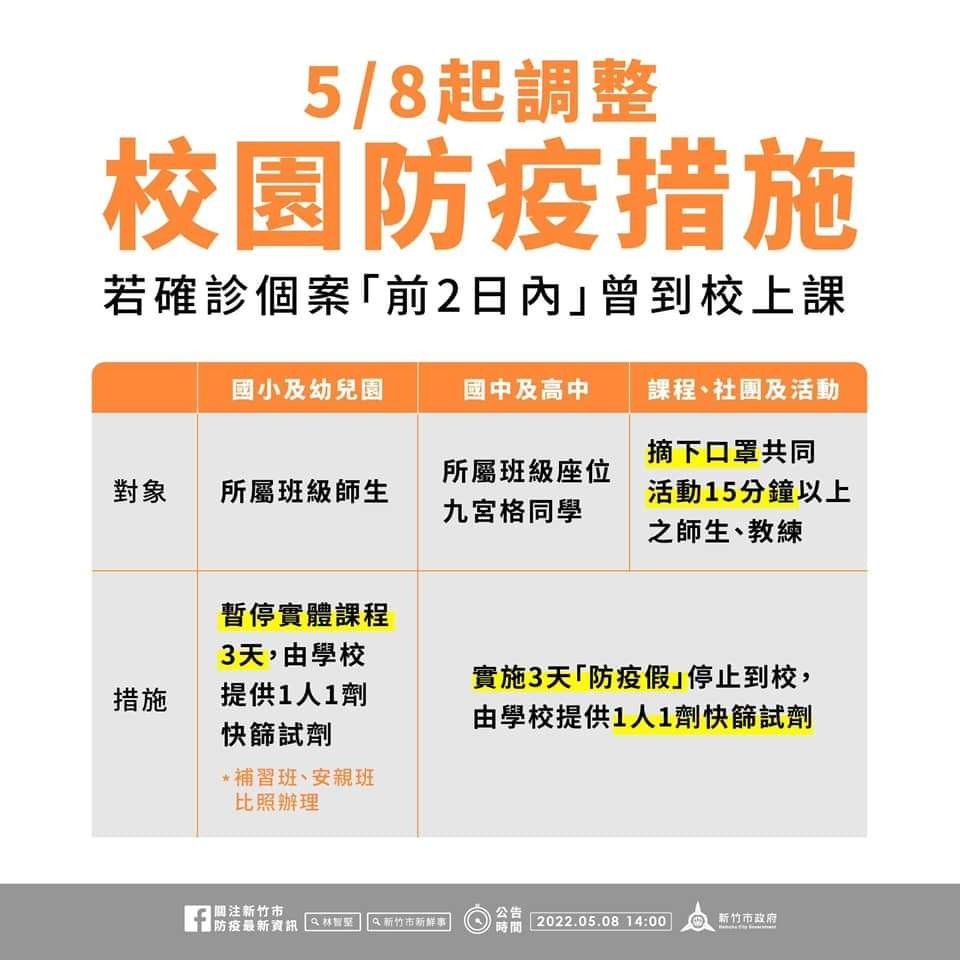 5/8起調整
校園防疫措施
若確診個案「前2日內」曾到校上課
國小及幼兒園
國中及高中
課程、社團及活動
對象
所屬班級師生
所屬班級座位
九宮格同學
摘下口罩共同
活動15分鐘以上
之師生、教練
措施
暫停實體課程
3天，由學校
提供1人1劑
快篩試劑
*補習班、安親班
比照辦理
實施3天「防疫假」停止到校，
由學校提供1人1劑快篩試劑
關注新竹市
防疫最新資訊
林智堅
新竹市新鮮事
公告
時間
2022.05.08 14:00
新竹市政府
Hsinchu City Government